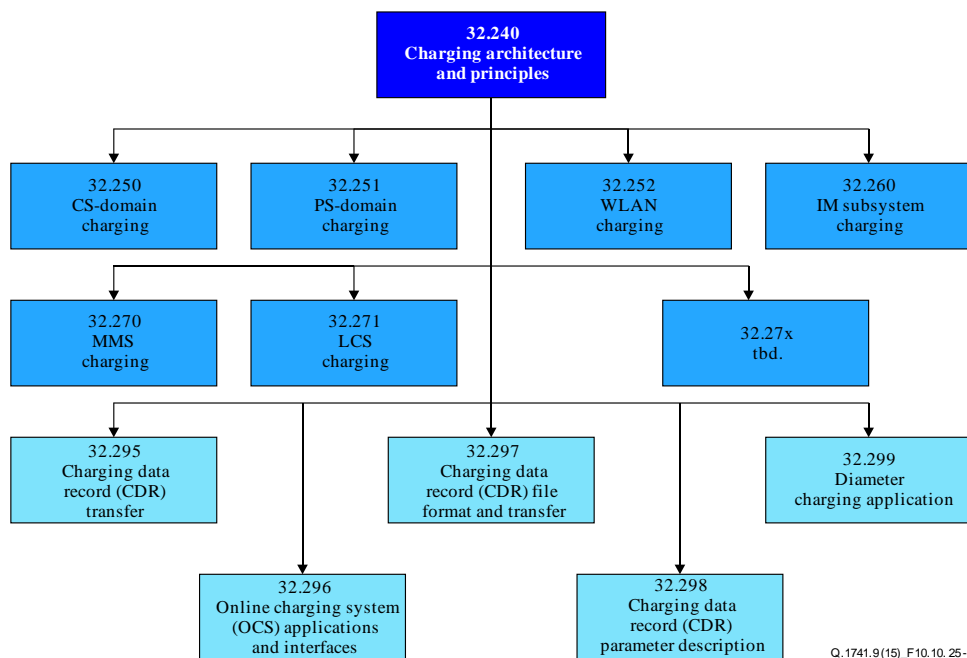 32.240
Charging architecture
and principles
32.250
CS-domain
charging
32.251
PS-domain
charging
32.252
WLAN
charging
32.260
IM subsystem
charging
32.270
MMS
charging
32.271
LCS
charging
32.27x
tbd.
32.295
Charging data
record (CDR)
transfer
32.297
Charging data
record (CDR) file
format and transfer
32.299
Diameter
charging application
32.296
Online charging system
(OCS) applications
and interfaces
32.298
Charging data
record (CDR)
parameter description
Q.1741.9(15)_F10.10.25-